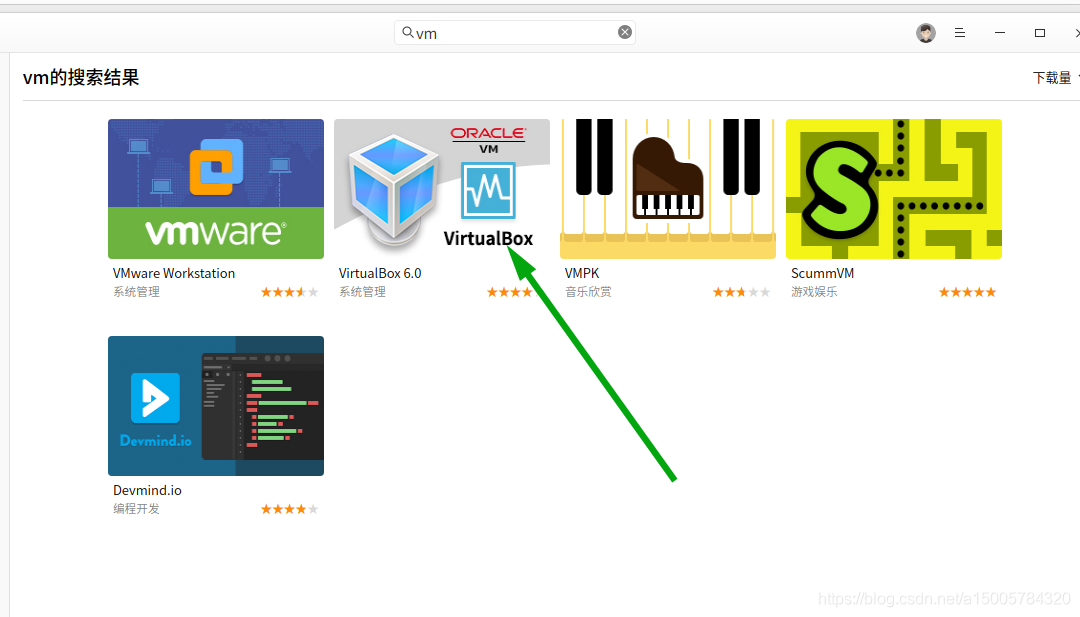 vm
vm的搜索结果
下载量
vmware®
ORACLE®
VM
VirtualBox
VMware Workstation
系统管理
VirtualBox 6.0
系统管理
VMPK
音乐欣赏
S
ScummVM
游戏娱乐
Devmind.io
Devmind.io
编程开发
https://blog.csdn.net/a15005784320